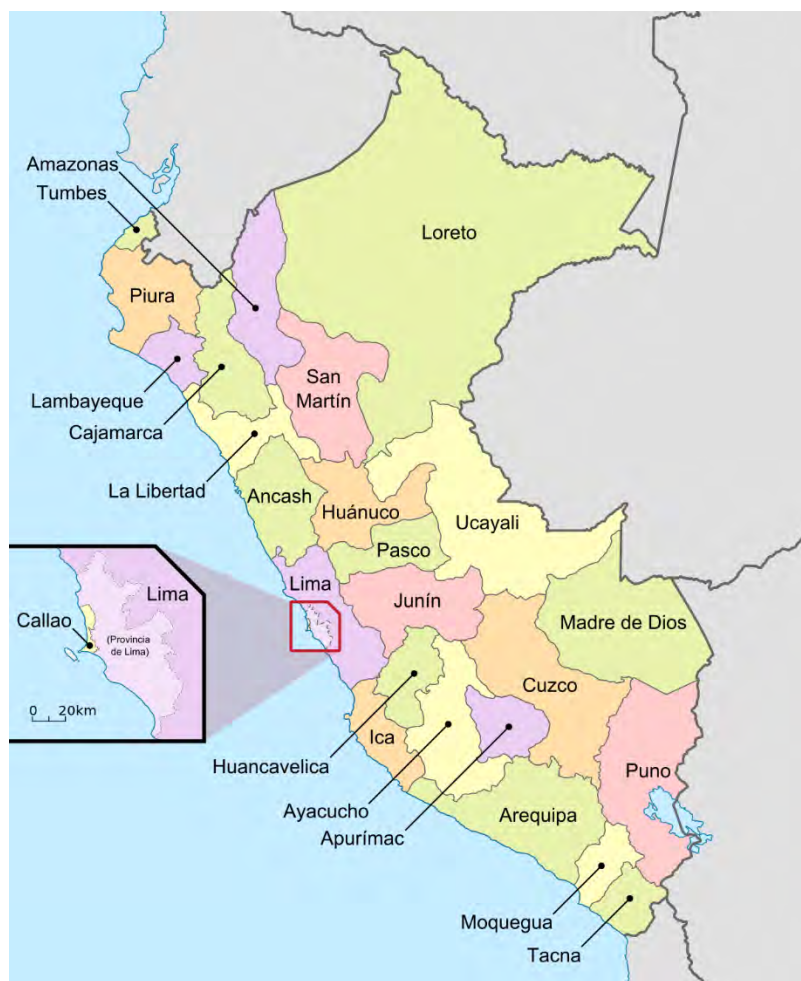 Amazonas
Tumbes
Loreto
Piura
San
Martín
Lambayeque
Cajamarca
La Libertad
Ancash
Huánuco
Ucayali
Pasco
Lima
Lima
Junín
Callao
(Provincia
de Lima)
Madre de Dios
Cuzco
0 20km
Ica
Huancavelica
Puno
Ayacucho
Arequipa
Apurímac
Moquegua
Tacna